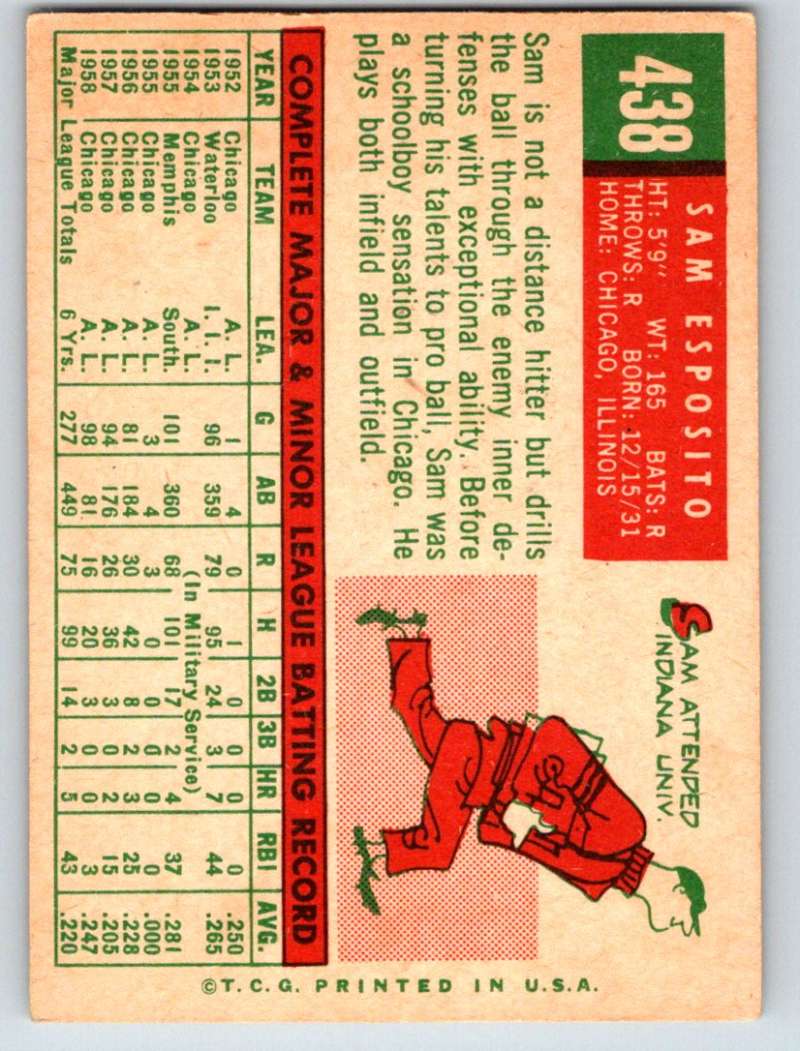 438
SAM ESPOSITO
HT: 5'9" WT: 165 BATS: R
THROWS: R BORN: 12/15/31
HOME: CHICAGO, ILLINOIS
SAM ATTENDED
INDIANA UNIV.
Sam is not a distance hitter but drills
the ball through the enemy inner de-
fenses with exceptional ability. Before
turning his talents to pro ball, Sam was
a schoolboy sensation in Chicago. He
plays both infield and outfield.
COMPLETE MAJOR & MINOR LEAGUE BATTING RECORD
YEAR TEAM LEA. G AB R H 2B 3B HR RBI AVG.
1952 Chicago A. L. 1 4 0 1 0 0 0 0 .250
1953 Waterloo I. I. I. 96 359 79 95 24 3 7 44 .265
1954 Chicago A. L. (In Military Service)
1955 Memphis South. 101 360 68 101 17 2 4 37 .281
1955 Chicago A. L. 3 4 3 0 0 0 0 0 .000
1956 Chicago A. L. 81 184 30 42 8 2 3 25 .228
1957 Chicago A. L. 94 176 26 36 3 0 2 15 .205
1958 Chicago A. L. 98 81 16 20 3 0 0 3 .247
Major League Totals 6 Yrs. 277 449 75 99 14 2 5 43 .220
©T.C.G. PRINTED IN U.S.A.